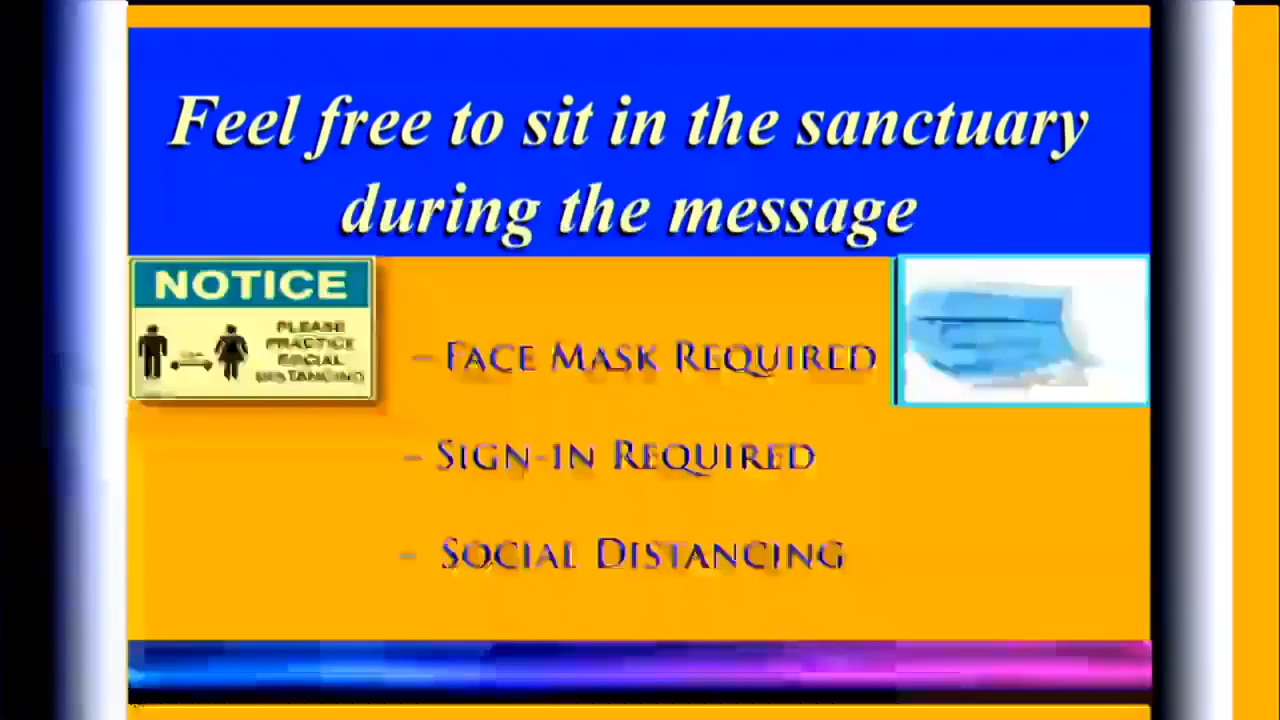 Feel free to sit in the sanctuary
during the message
NOTICE
PLEASE
PRACTICE
SOCIAL
DISTANCING
– FACE MASK REQUIRED
– SIGN-IN REQUIRED
– SOCIAL DISTANCING